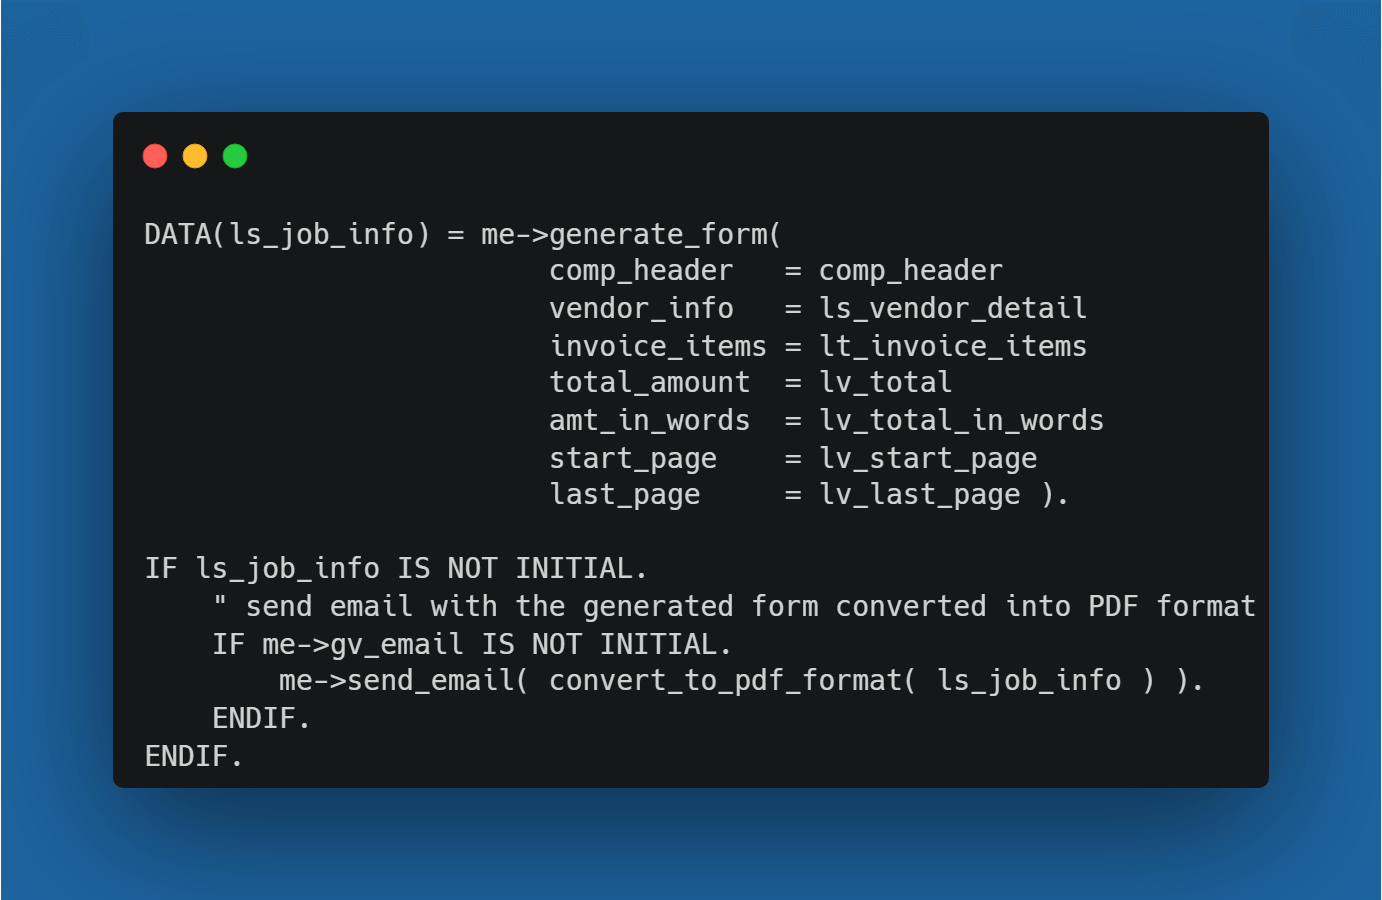 DATA(ls_job_info) = me->generate_form(
                        comp_header   = comp_header
                        vendor_info   = ls_vendor_detail
                        invoice_items = lt_invoice_items
                        total_amount  = lv_total
                        amt_in_words  = lv_total_in_words
                        start_page    = lv_start_page
                        last_page     = lv_last_page ).

IF ls_job_info IS NOT INITIAL.
    " send email with the generated form converted into PDF format
    IF me->gv_email IS NOT INITIAL.
        me->send_email( convert_to_pdf_format( ls_job_info ) ).
    ENDIF.
ENDIF.